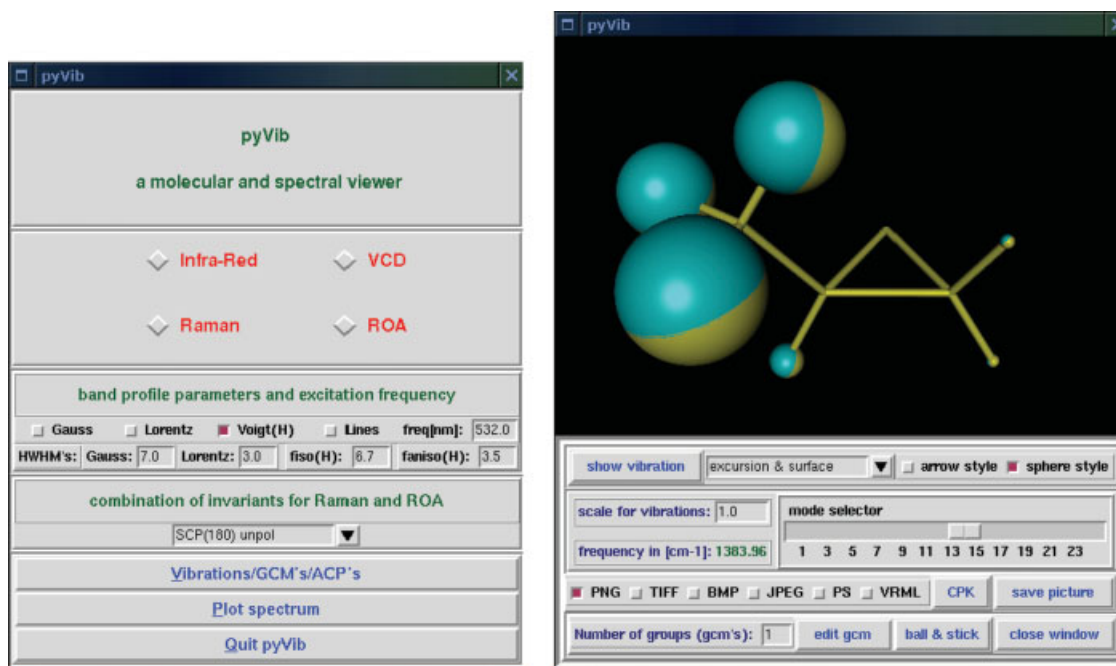 pyVib
pyVib
a molecular and spectral viewer
Infra-Red VCD
Raman ROA
band profile parameters and excitation frequency
Gauss Lorentz Voigt(H) Lines freq[nm]: 532.0
HWHM's: Gauss: 7.0 Lorentz: 3.0 fiso(H): 6.7 faniso(H): 3.5
combination of invariants for Raman and ROA
SCP(180) unpol
Vibrations/GCM's/ACP's
Plot spectrum
Quit pyVib
pyVib
show vibration excursion & surface arrow style sphere style
scale for vibrations: 1.0 mode selector
frequency in [cm-1]: 1383.96 1 3 5 7 9 11 13 15 17 19 21 23
PNG TIFF BMP JPEG PS VRML CPK save picture
Number of groups (gcm's): 1 edit gcm ball & stick close window